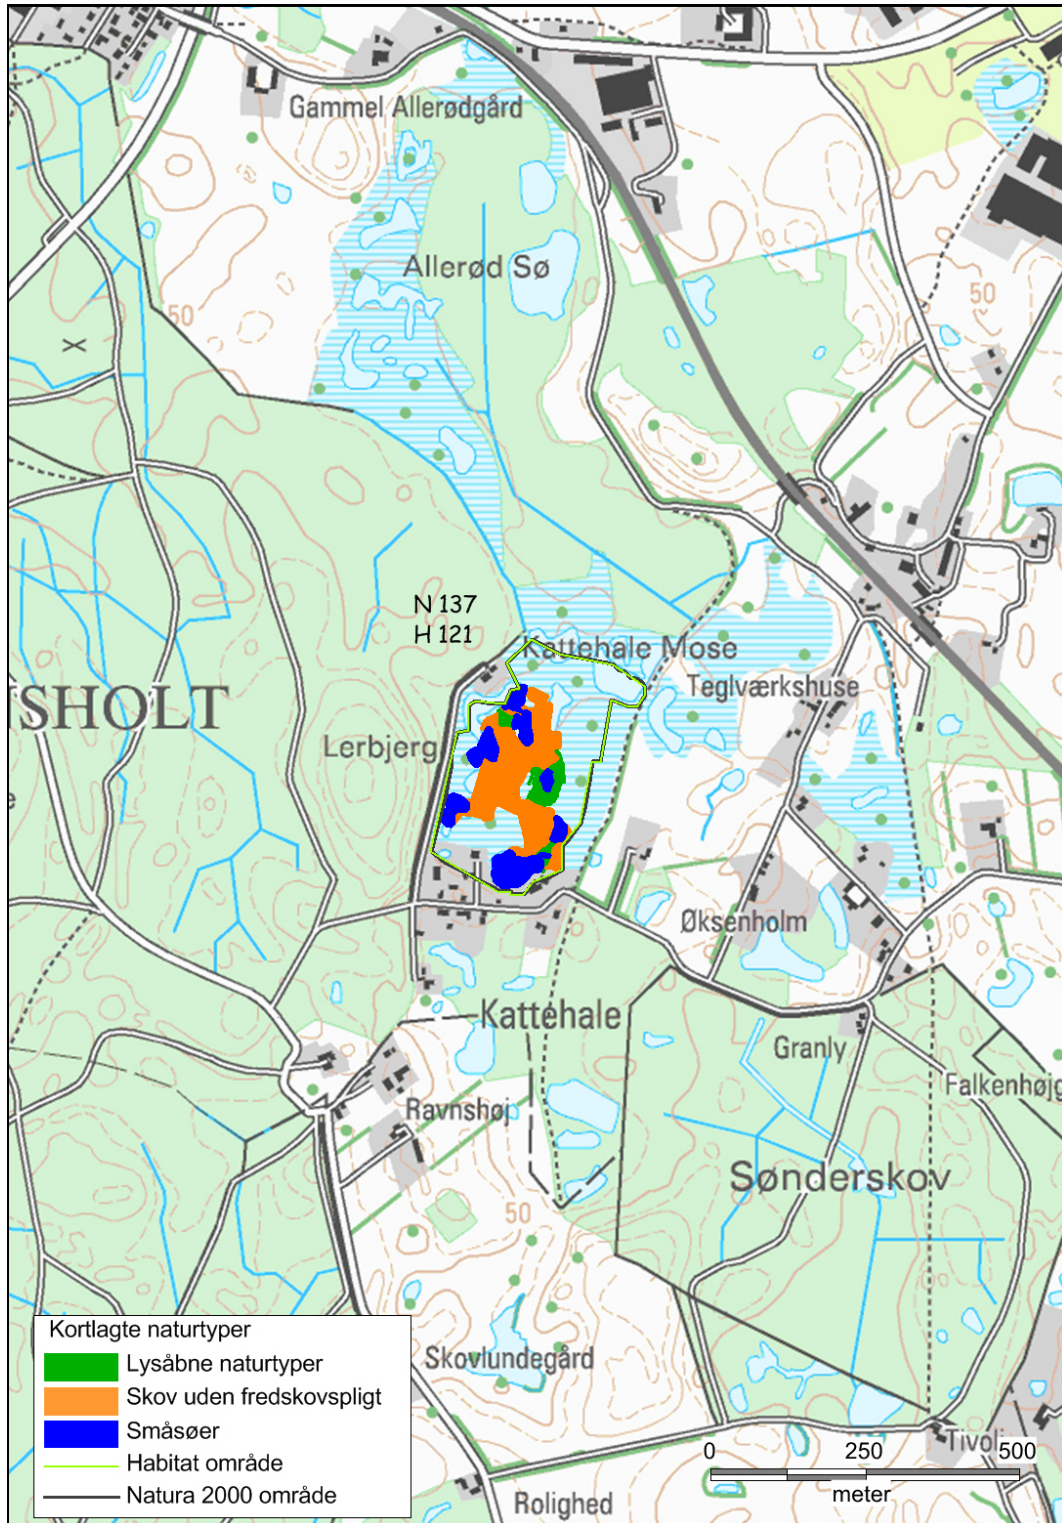 Gammel Allerødgård
Allerød Sø
50
50
N 137
H 121
Kattehale Mose
Teglværkshuse
SHOLT
Lerbjerg
Øksenholm
Kattehale
Granly
Falkenhøjg
Ravnshøj
Sønderskov
50
Skovlundegård
Tivoli
Rolighed
Kortlagte naturtyper
Lysåbne naturtyper
Skov uden fredskovspligt
Småsøer
Habitat område
Natura 2000 område
0 250 500
meter